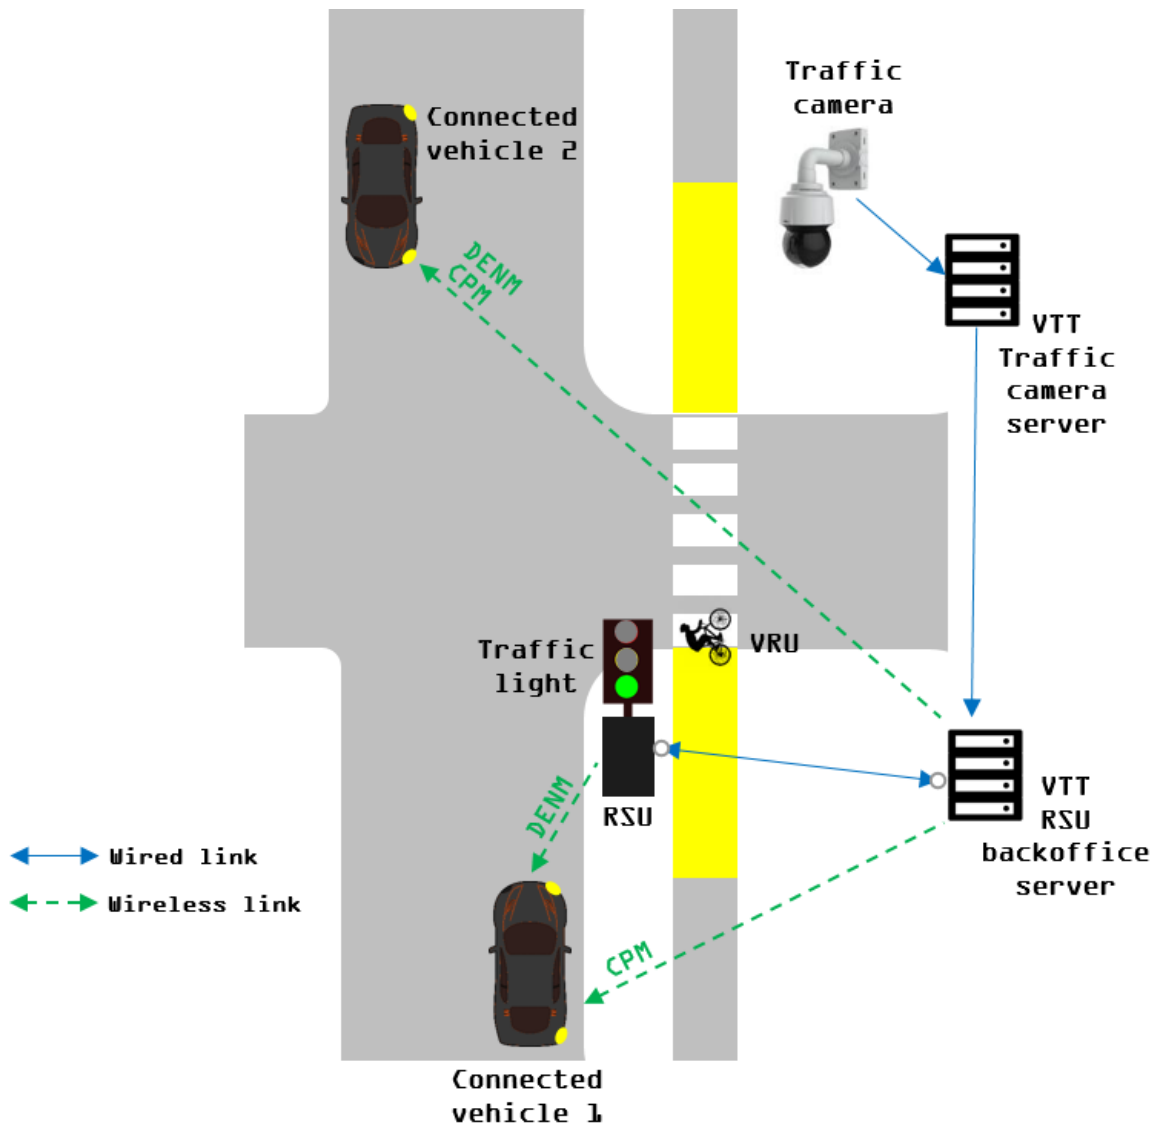 Traffic
camera
Connected
vehicle 2
DENM
CPM
VTT
Traffic
camera
server
Traffic
light
VRU
RSU
DENM
VTT
RSU
backoffice
server
Wired link
Wireless link
CPM
Connected
vehicle 1